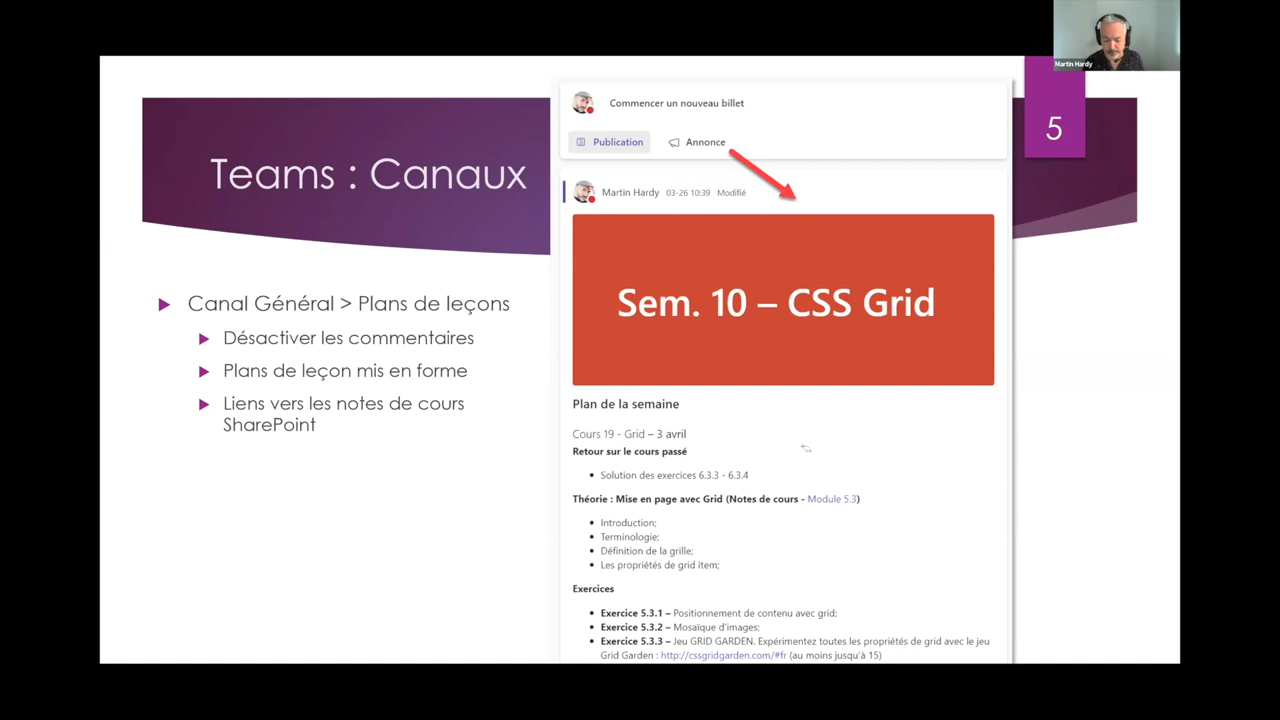 Martin Hardy
5
Teams : Canaux
Canal Général > Plans de leçons
Désactiver les commentaires
Plans de leçon mis en forme
Liens vers les notes de cours
SharePoint
Commencer un nouveau billet
Publication
Annonce
Martin Hardy 03-26 10:39 Modifié
Sem. 10 – CSS Grid
Plan de la semaine
Cours 19 - Grid – 3 avril
Retour sur le cours passé
Solution des exercices 6.3.3 - 6.3.4
Théorie : Mise en page avec Grid (Notes de cours - Module 5.3)
Introduction;
Terminologie;
Définition de la grille;
Les propriétés de grid item;
Exercices
Exercice 5.3.1 – Positionnement de contenu avec grid;
Exercice 5.3.2 – Mosaïque d'images;
Exercice 5.3.3 – Jeu GRID GARDEN. Expérimentez toutes les propriétés de grid avec le jeu
Grid Garden : http://cssgridgarden.com/#fr (au moins jusqu'à 15)